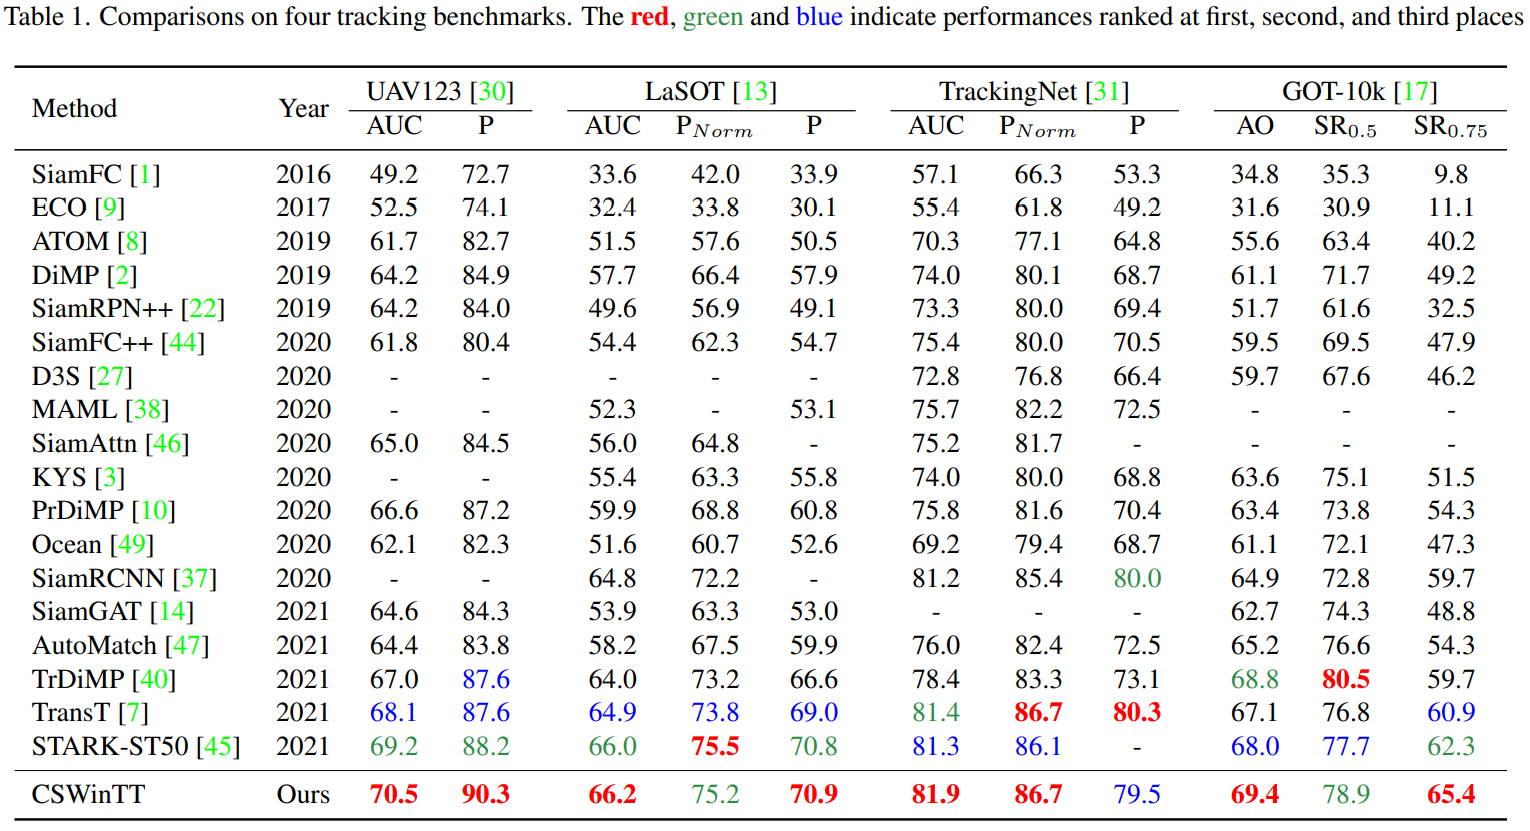 Table 1. Comparisons on four tracking benchmarks. The red, green and blue indicate performances ranked at first, second, and third places
Method Year UAV123 [30] LaSOT [13] TrackingNet [31] GOT-10k [17]
AUC P AUC P_Norm P AUC P_Norm P AO SR_0.5 SR_0.75
SiamFC [1] 2016 49.2 72.7 33.6 42.0 33.9 57.1 66.3 53.3 34.8 35.3 9.8
ECO [9] 2017 52.5 74.1 32.4 33.8 30.1 55.4 61.8 49.2 31.6 30.9 11.1
ATOM [8] 2019 61.7 82.7 51.5 57.6 50.5 70.3 77.1 64.8 55.6 63.4 40.2
DiMP [2] 2019 64.2 84.9 57.7 66.4 57.9 74.0 80.1 68.7 61.1 71.7 49.2
SiamRPN++ [22] 2019 64.2 84.0 49.6 56.9 49.1 73.3 80.0 69.4 51.7 61.6 32.5
SiamFC++ [44] 2020 61.8 80.4 54.4 62.3 54.7 75.4 80.0 70.5 59.5 69.5 47.9
D3S [27] 2020 - - - - - 72.8 76.8 66.4 59.7 67.6 46.2
MAML [38] 2020 - - 52.3 - 53.1 75.7 82.2 72.5 - - -
SiamAttn [46] 2020 65.0 84.5 56.0 64.8 - 75.2 81.7 - - - -
KYS [3] 2020 - - 55.4 63.3 55.8 74.0 80.0 68.8 63.6 75.1 51.5
PrDiMP [10] 2020 66.6 87.2 59.9 68.8 60.8 75.8 81.6 70.4 63.4 73.8 54.3
Ocean [49] 2020 62.1 82.3 51.6 60.7 52.6 69.2 79.4 68.7 61.1 72.1 47.3
SiamRCNN [37] 2020 - - 64.8 72.2 - 81.2 85.4 80.0 64.9 72.8 59.7
SiamGAT [14] 2021 64.6 84.3 53.9 63.3 53.0 - - - 62.7 74.3 48.8
AutoMatch [47] 2021 64.4 83.8 58.2 67.5 59.9 76.0 82.4 72.5 65.2 76.6 54.3
TrDiMP [40] 2021 67.0 87.6 64.0 73.2 66.6 78.4 83.3 73.1 68.8 80.5 59.7
TransT [7] 2021 68.1 87.6 64.9 73.8 69.0 81.4 86.7 80.3 67.1 76.8 60.9
STARK-ST50 [45] 2021 69.2 88.2 66.0 75.5 70.8 81.3 86.1 - 68.0 77.7 62.3
CSWinTT Ours 70.5 90.3 66.2 75.2 70.9 81.9 86.7 79.5 69.4 78.9 65.4